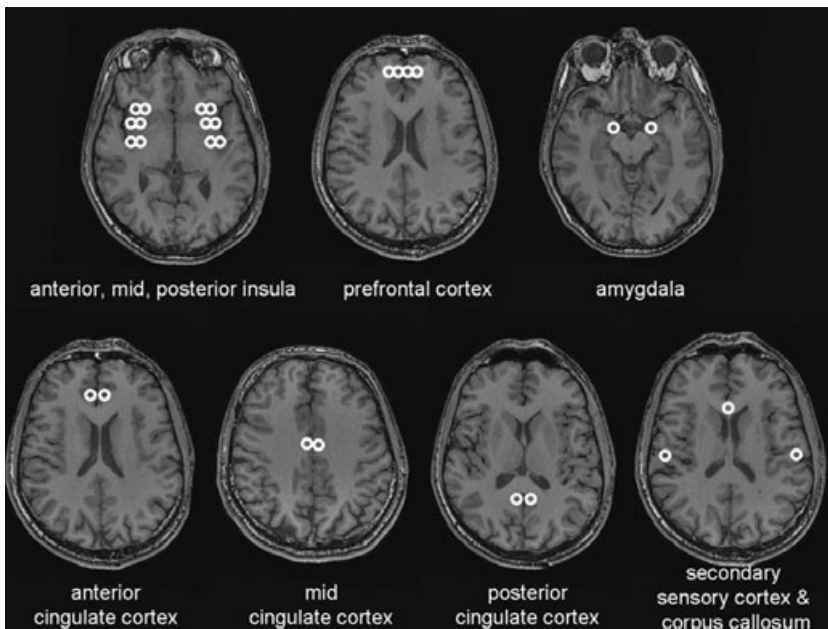 anterior, mid, posterior insula
prefrontal cortex
amygdala
anterior
cingulate cortex
mid
cingulate cortex
posterior
cingulate cortex
secondary
sensory cortex &
corpus callosum